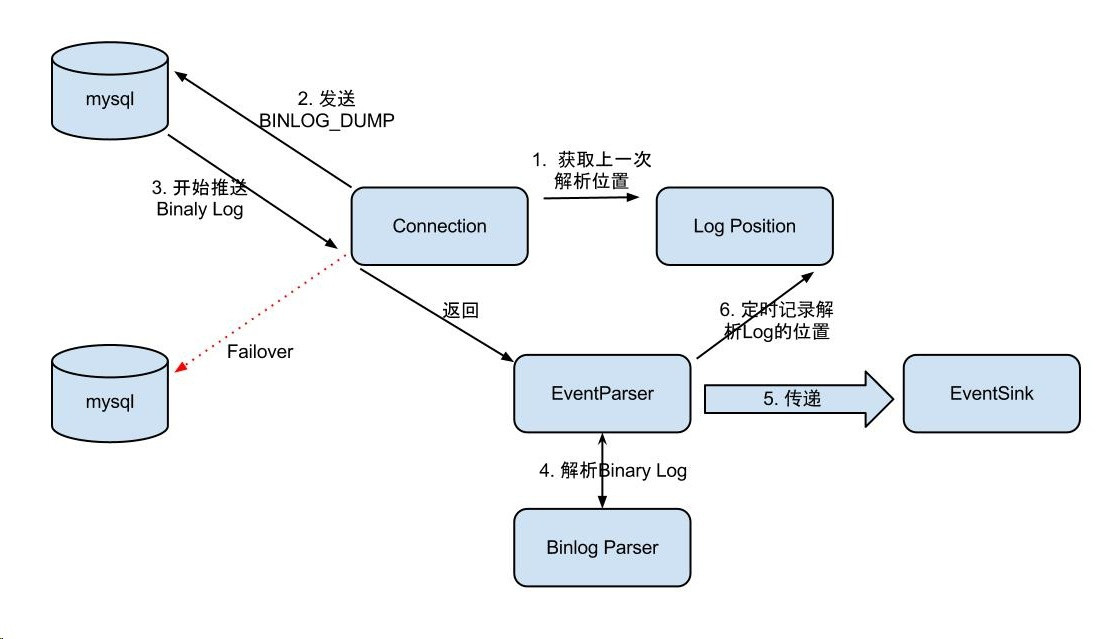 mysql
2. 发送
BINLOG_DUMP
1. 获取上一次
解析位置
3. 开始推送
Binaly Log
Connection
Log Position
返回
6. 定时记录解
析Log的位置
Failover
mysql
EventParser
5. 传递
EventSink
4. 解析Binary Log
Binlog Parser